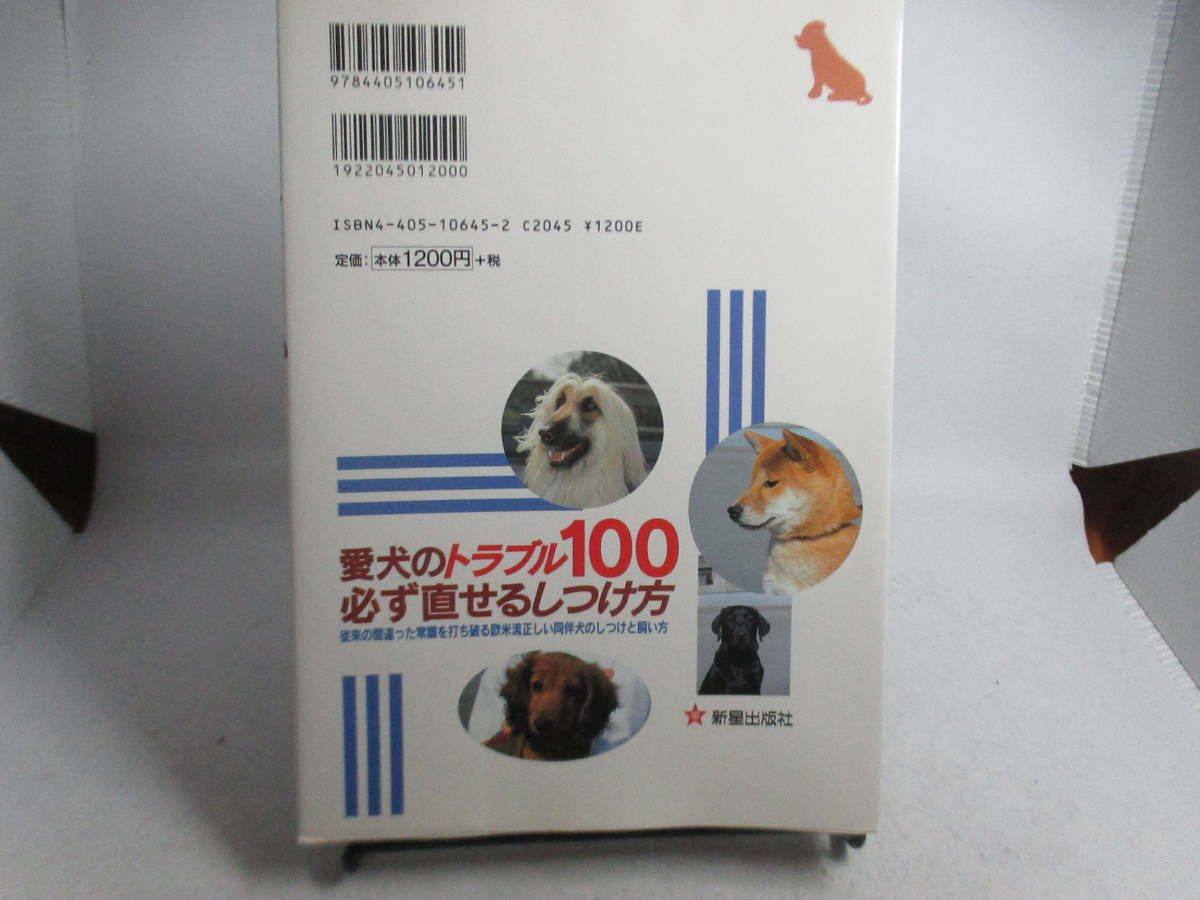 9784405106451
1922045012000
ISBN4-405-10645-2 C2045 ¥1200E
定価：本体1200円+税
愛犬のトラブル100
必ず直せるしつけ方
従来の間違った常識を打ち破る欧米流正しい同伴犬のしつけと飼い方
新星出版社